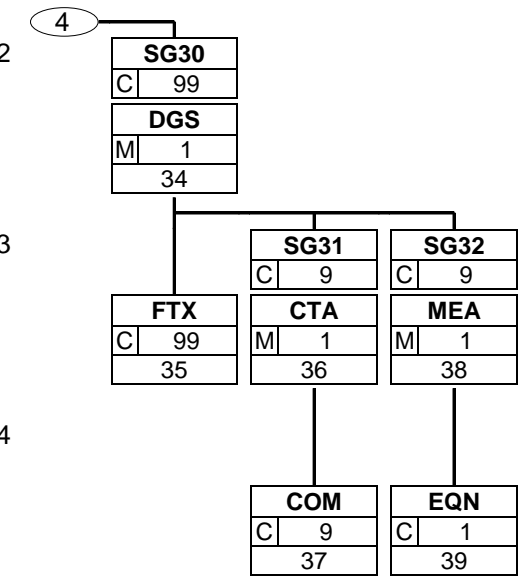 4
2
SG30
C 99
DGS
M 1
34
3
SG31 SG32
C 9 C 9
FTX CTA MEA
C 99 M 1 M 1
35 36 38
4
COM EQN
C 9 C 1
37 39